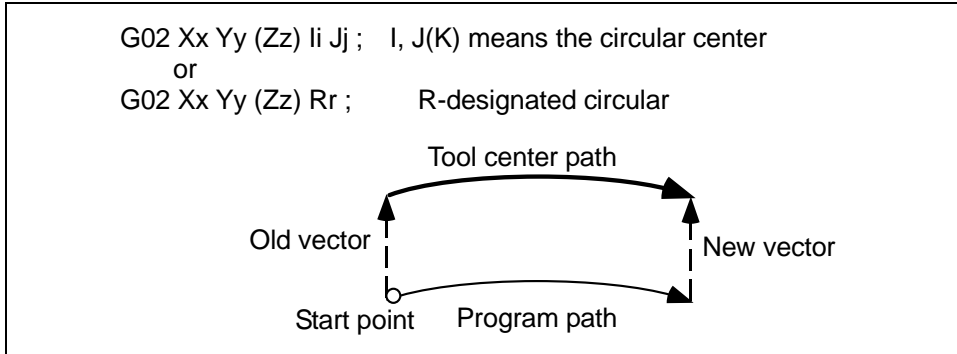 G02 Xx Yy (Zz) Ii Jj ; I, J(K) means the circular center
or
G02 Xx Yy (Zz) Rr ; R-designated circular
Tool center path
Old vector
New vector
Start point
Program path